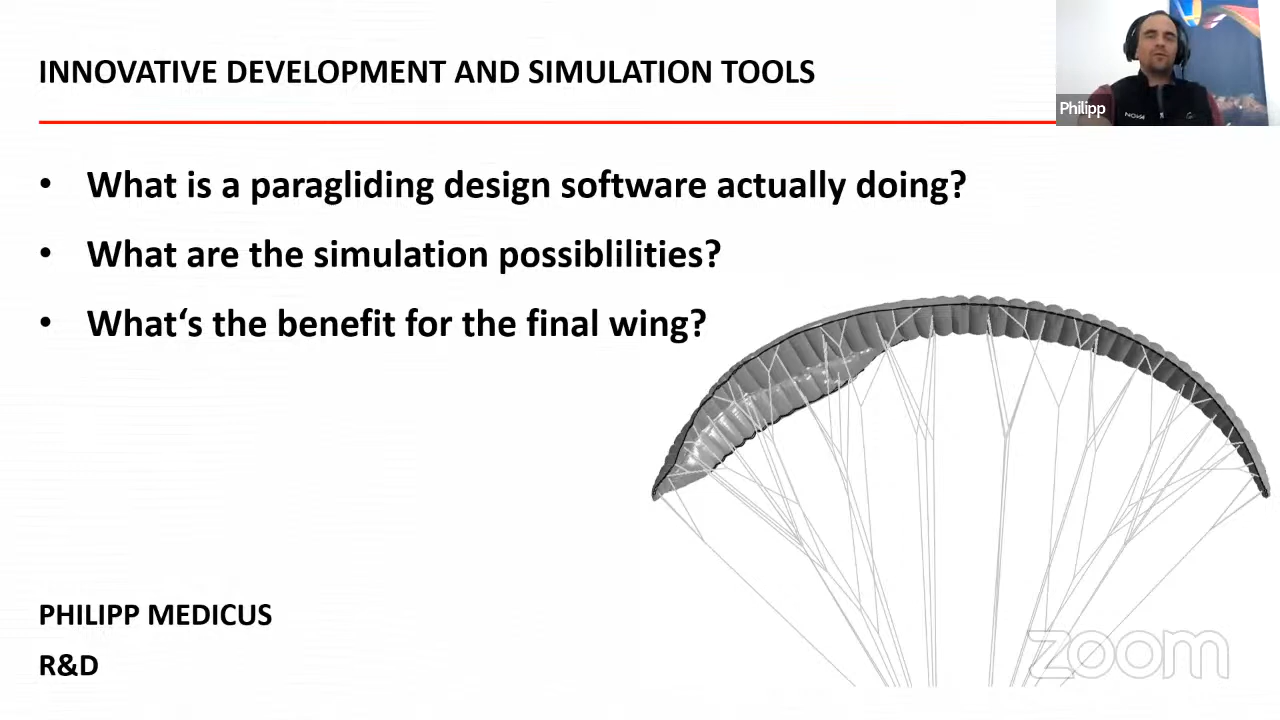 INNOVATIVE DEVELOPMENT AND SIMULATION TOOLS
Philipp
• What is a paragliding design software actually doing?
• What are the simulation possiblilities?
• What‘s the benefit for the final wing?
PHILIPP MEDICUS
R&D
zoom